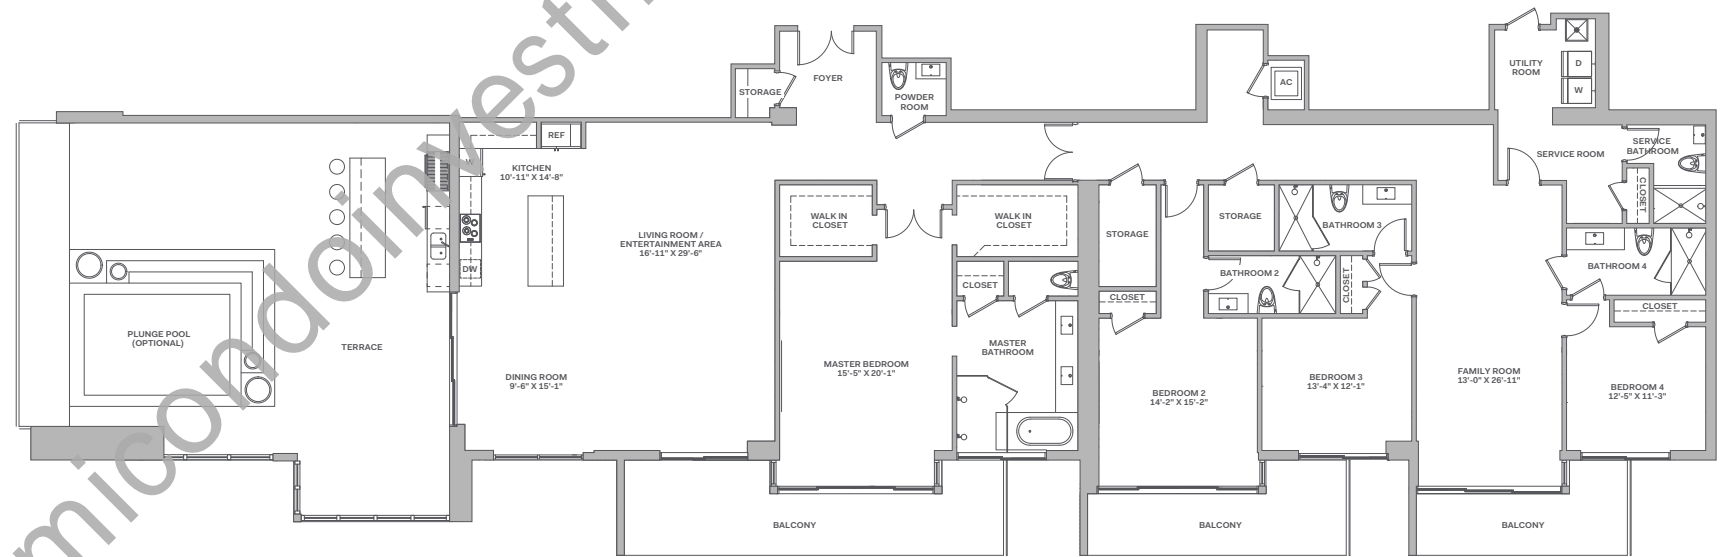 micondoinvestm
FOYER
STORAGE
POWDER
ROOM
AC
UTILITY
ROOM
D
W
REF
KITCHEN
10'-11" X 14'-8"
W
DW
SERVICE ROOM
SERVICE
BATHROOM
CLOSET
WALK IN
CLOSET
WALK IN
CLOSET
LIVING ROOM /
ENTERTAINMENT AREA
16'-11" X 29'-6"
STORAGE
STORAGE
BATHROOM 3
BATHROOM 2
CLOSET
BATHROOM 4
CLOSET
CLOSET
CLOSET
PLUNGE POOL
(OPTIONAL)
TERRACE
MASTER
BATHROOM
MASTER BEDROOM
15'-5" X 20'-1"
DINING ROOM
9'-6" X 15'-1"
BEDROOM 2
14'-2" X 15'-2"
BEDROOM 3
13'-4" X 12'-1"
FAMILY ROOM
13'-0" X 26'-11"
BEDROOM 4
12'-5" X 11'-3"
BALCONY
BALCONY
BALCONY